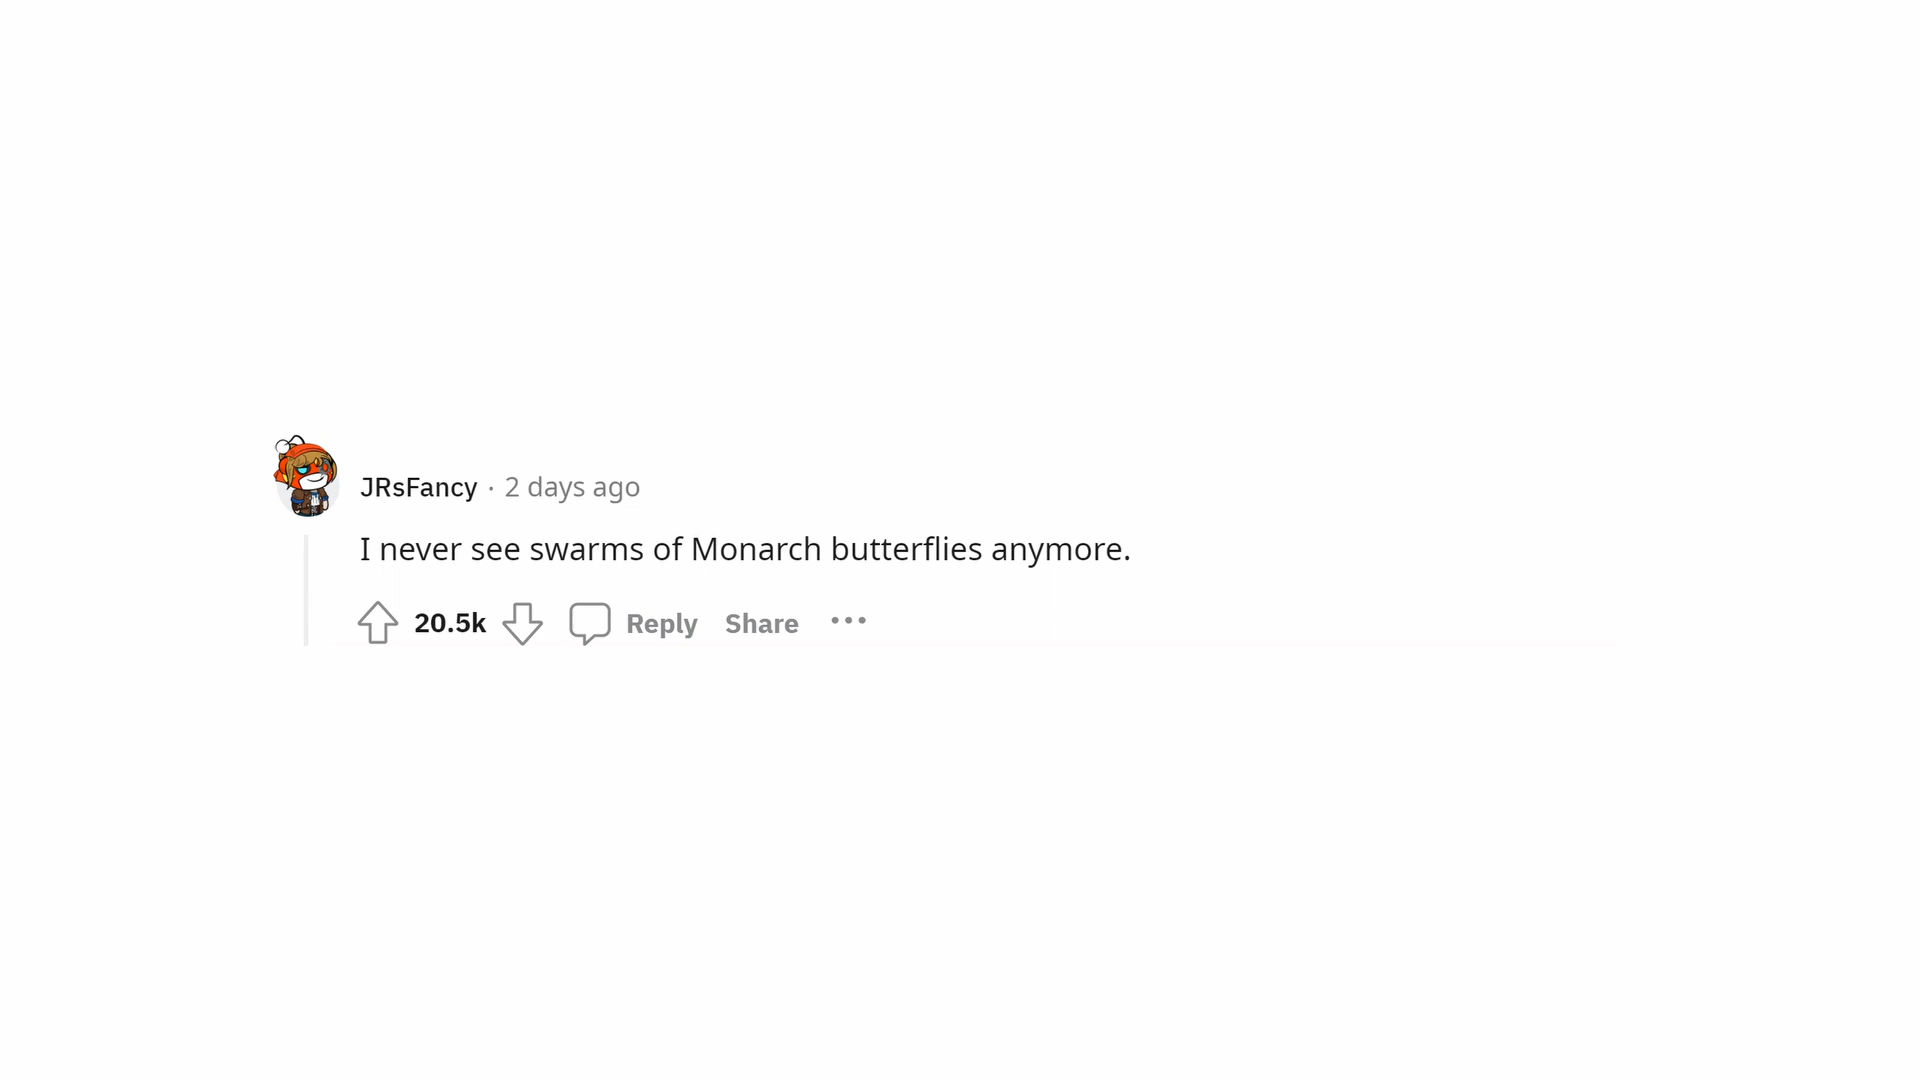 JRsFancy · 2 days ago
I never see swarms of Monarch butterflies anymore.
20.5k Reply Share ...